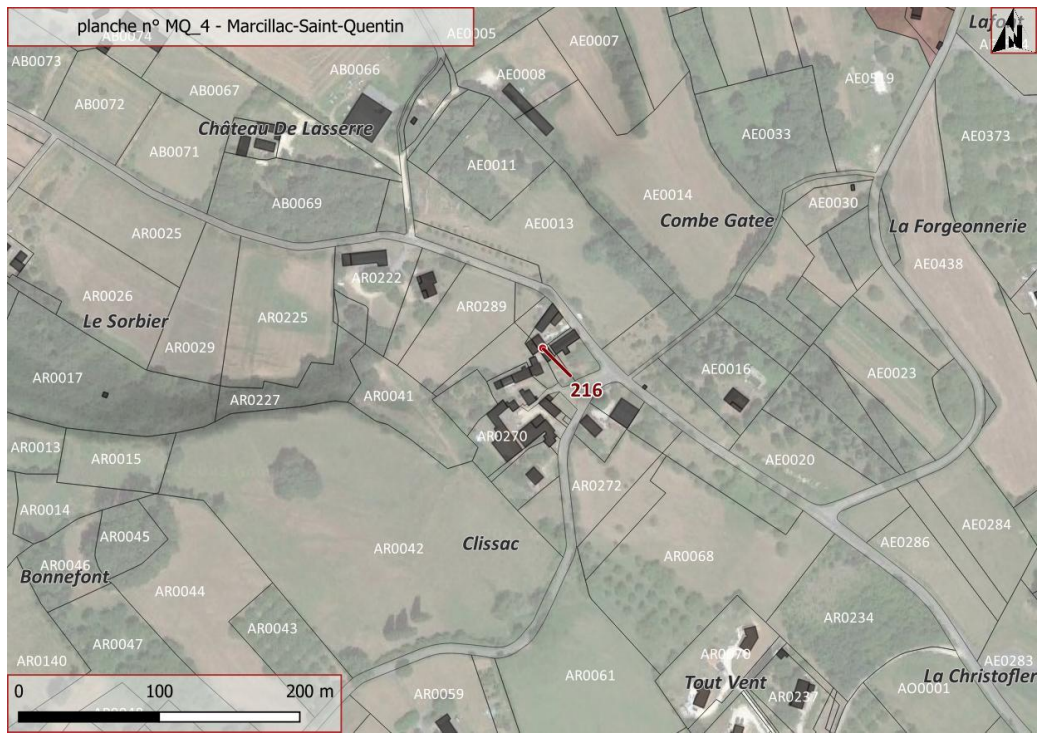 planche n° MQ_4 - Marcillac-Saint-Quentin
AB0074
AE0005
AE0007
AB0073
AB0066
AE0008
AE0519
AB0072
AB0067
Château De Lasserre
AE0033
AE0373
AB0071
AE0011
AB0069
AE0014
AE0030
Combe Gatee
La Forgeonnerie
AR0025
AE0013
AE0438
AR0222
AR0026
AR0289
Le Sorbier
AR0225
AR0029
AR0017
AE0016
AE0023
216
AR0227
AR0041
AR0270
AR0013
AR0015
AE0020
AR0272
AR0014
AE0284
AR0045
Clissac
AE0286
AR0042
AR0068
AR0046
Bonnefont
AR0044
AR0234
AR0043
AR0047
AR0140
AE0283
AR0061
La Christofler
Tout Vent
AO0001
AR0059
AR0237
0 100 200 m
N